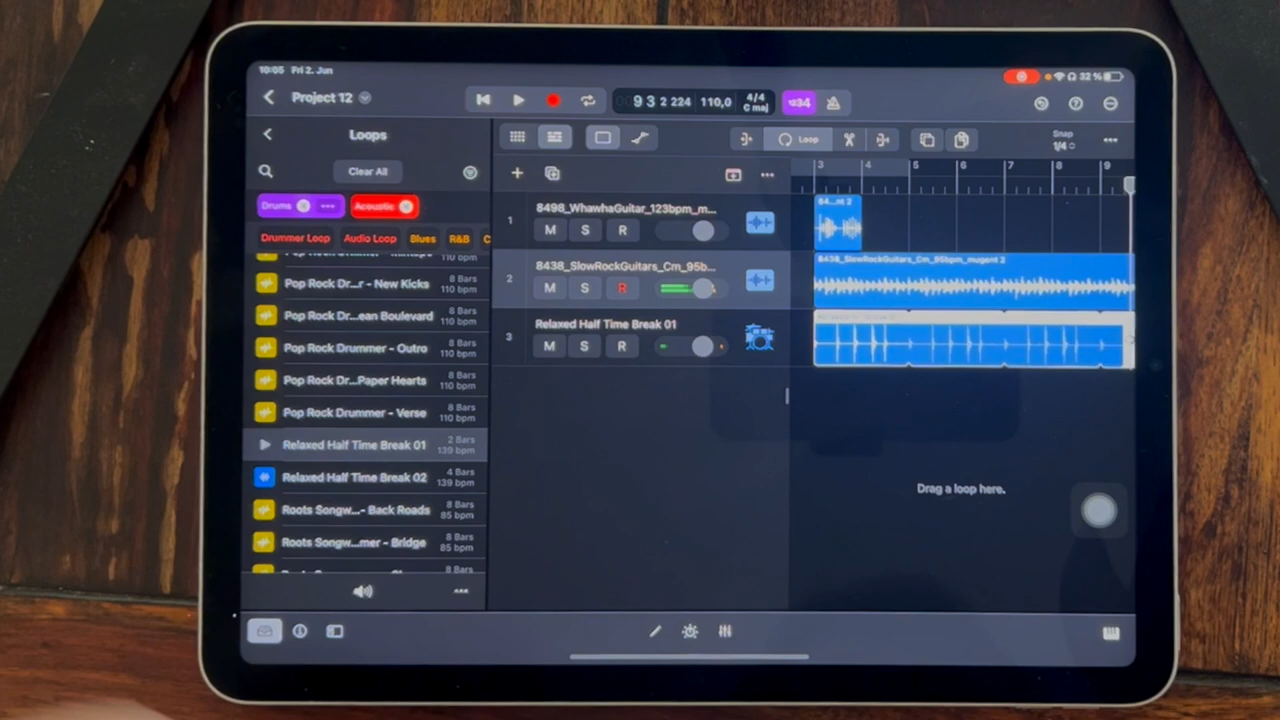 10:05 Fri 2. Jun
32 %
Project 12
9 3 2 224
110,0
4/4
C maj
1234
Loops
Loop
Snap
1/4
Clear All
3 4 5 6 7 8 9
Drums
Acoustic
Drummer Loop Audio Loop Blues R&B C
110 bpm
Pop Rock Dr...r - New Kicks
8 Bars
110 bpm
Pop Rock Dr...ean Boulevard
8 Bars
110 bpm
Pop Rock Drummer - Outro
8 Bars
110 bpm
Pop Rock Dr...Paper Hearts
8 Bars
110 bpm
Pop Rock Drummer - Verse
8 Bars
110 bpm
Relaxed Half Time Break 01
2 Bars
139 bpm
Relaxed Half Time Break 02
4 Bars
139 bpm
Roots Songw...- Back Roads
8 Bars
85 bpm
Roots Songw...mer - Bridge
8 Bars
85 bpm
8 Bars
1
8498_WhawhaGuitar_123bpm_m...
M S R
2
8438_SlowRockGuitars_Cm_95b...
M S R
3
Relaxed Half Time Break 01
M S R
84...nt 2
8438_SlowRockGuitars_Cm_95bpm_mugent 2
Drag a loop here.